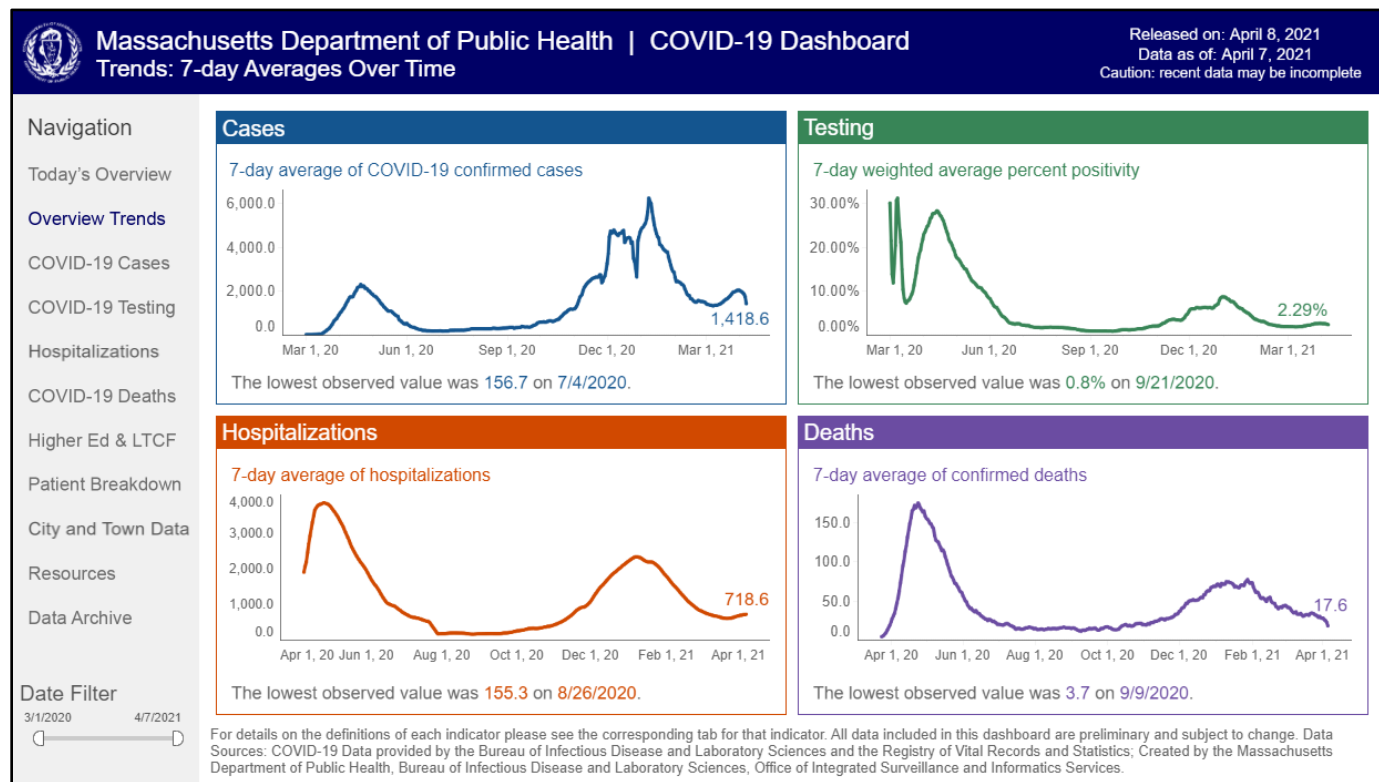 Massachusetts Department of Public Health | COVID-19 Dashboard
Trends: 7-day Averages Over Time
Released on: April 8, 2021
Data as of: April 7, 2021
Caution: recent data may be incomplete
Navigation
Today's Overview
Overview Trends
COVID-19 Cases
COVID-19 Testing
Hospitalizations
COVID-19 Deaths
Higher Ed & LTCF
Patient Breakdown
City and Town Data
Resources
Data Archive
Date Filter
3/1/2020 4/7/2021
Cases
7-day average of COVID-19 confirmed cases
6,000.0
4,000.0
2,000.0
0.0
1,418.6
Mar 1, 20 Jun 1, 20 Sep 1, 20 Dec 1, 20 Mar 1, 21
The lowest observed value was 156.7 on 7/4/2020.
Testing
7-day weighted average percent positivity
30.00%
20.00%
10.00%
0.00%
2.29%
Mar 1, 20 Jun 1, 20 Sep 1, 20 Dec 1, 20 Mar 1, 21
The lowest observed value was 0.8% on 9/21/2020.
Hospitalizations
7-day average of hospitalizations
4,000.0
3,000.0
2,000.0
1,000.0
0.0
718.6
Apr 1, 20 Jun 1, 20 Aug 1, 20 Oct 1, 20 Dec 1, 20 Feb 1, 21 Apr 1, 21
The lowest observed value was 155.3 on 8/26/2020.
Deaths
7-day average of confirmed deaths
150.0
100.0
50.0
0.0
17.6
Apr 1, 20 Jun 1, 20 Aug 1, 20 Oct 1, 20 Dec 1, 20 Feb 1, 21 Apr 1, 21
The lowest observed value was 3.7 on 9/9/2020.
For details on the definitions of each indicator please see the corresponding tab for that indicator. All data included in this dashboard are preliminary and subject to change. Data
Sources: COVID-19 Data provided by the Bureau of Infectious Disease and Laboratory Sciences and the Registry of Vital Records and Statistics; Created by the Massachusetts
Department of Public Health, Bureau of Infectious Disease and Laboratory Sciences, Office of Integrated Surveillance and Informatics Services.